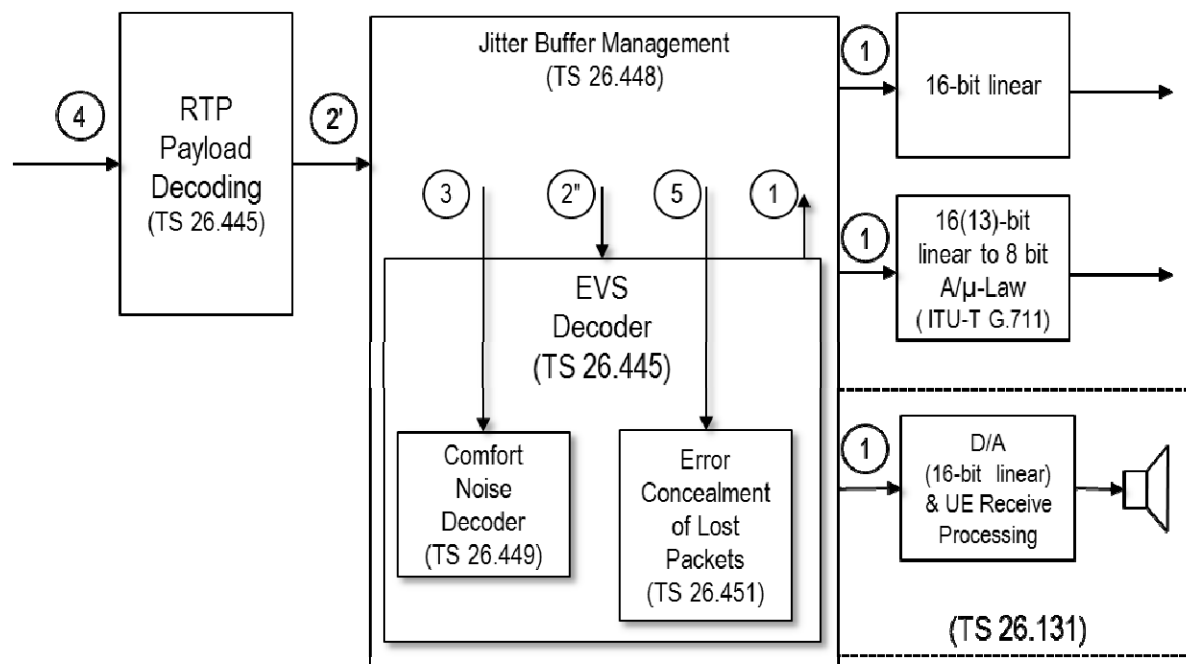 4
RTP
Payload
Decoding
(TS 26.445)
2'
Jitter Buffer Management
(TS 26.448)
3
2"
5
1
EVS
Decoder
(TS 26.445)
Comfort
Noise
Decoder
(TS 26.449)
Error
Concealment
of Lost
Packets
(TS 26.451)
1
16-bit linear
1
16(13)-bit
linear to 8 bit
A/μ-Law
( ITU-T G.711)
1
D/A
(16-bit linear)
& UE Receive
Processing
(TS 26.131)